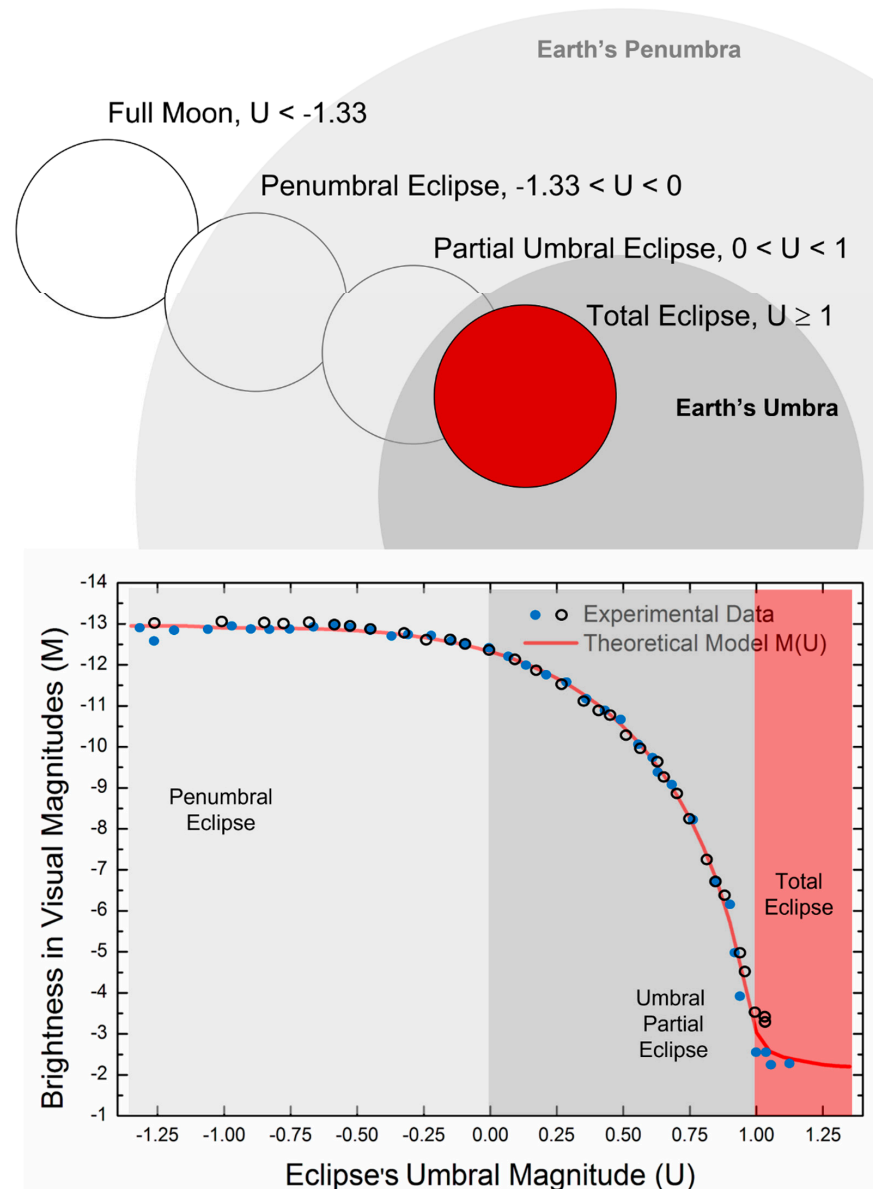 Earth's Penumbra
Full Moon, U < -1.33
Penumbral Eclipse, -1.33 < U < 0
Partial Umbral Eclipse, 0 < U < 1
Total Eclipse, U ≥ 1
Earth's Umbra
-14
-13
-12
-11
-10
-9
-8
-7
-6
-5
-4
-3
-2
-1
Brightness in Visual Magnitudes (M)
Experimental Data
Theoretical Model M(U)
Penumbral
Eclipse
Total
Eclipse
Umbral
Partial
Eclipse
-1.25 -1.00 -0.75 -0.50 -0.25 0.00 0.25 0.50 0.75 1.00 1.25
Eclipse's Umbral Magnitude (U)